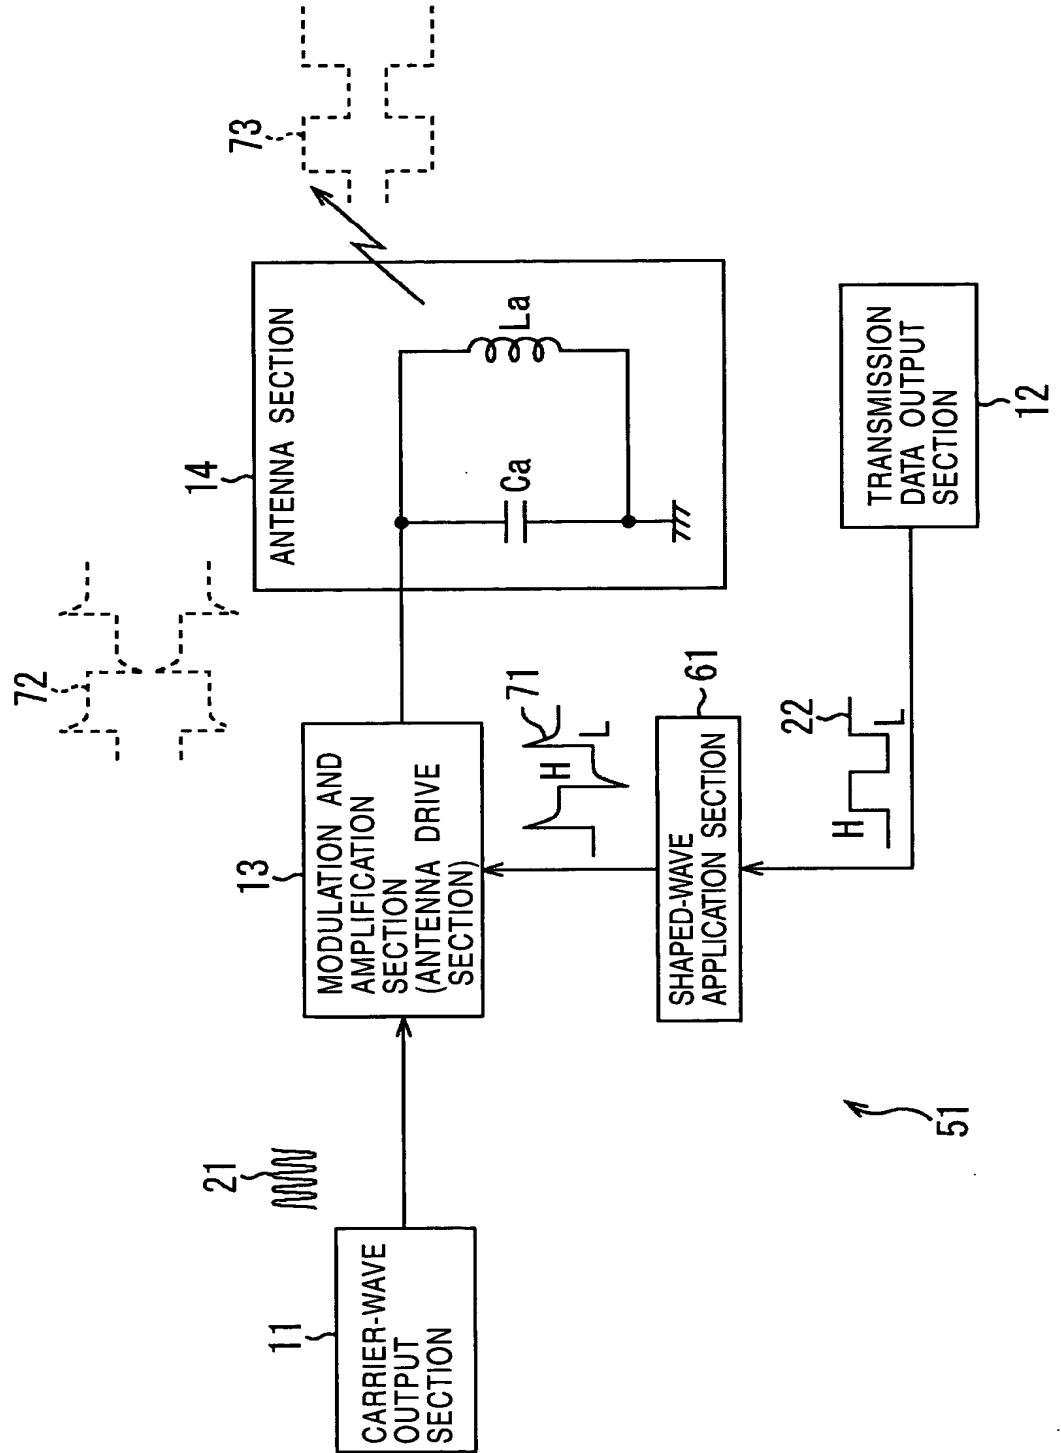 11
CARRIER-WAVE
OUTPUT
SECTION
21
13
MODULATION AND
AMPLIFICATION
SECTION
(ANTENNA DRIVE
SECTION)
72
14
ANTENNA SECTION
Ca
La
73
61
SHAPED-WAVE
APPLICATION SECTION
H
L
71
H
L
22
TRANSMISSION
DATA OUTPUT
SECTION
12
51